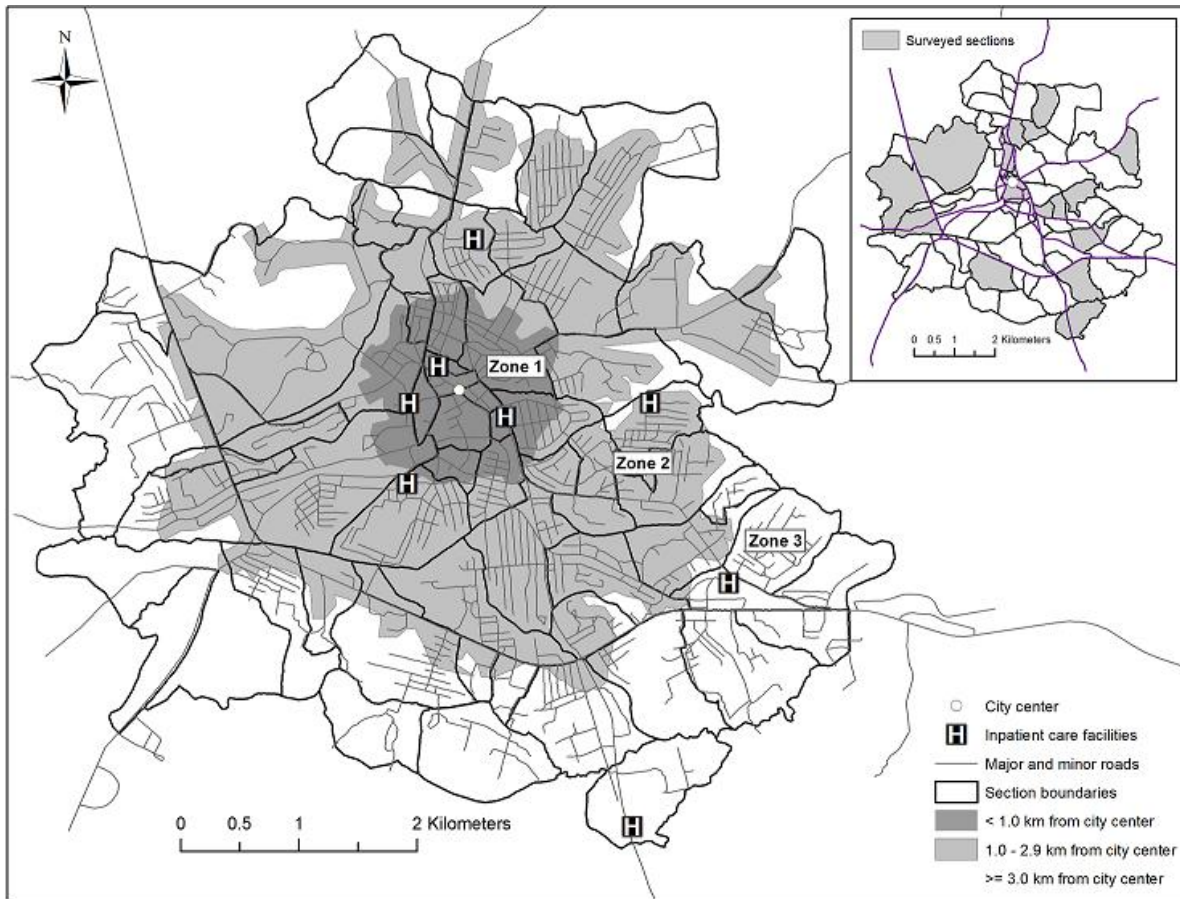 N
Surveyed sections
0 0.5 1 2 Kilometers
H
Zone 1
H
H
H
H
Zone 2
H
Zone 3
H
0 0.5 1 2 Kilometers
H
City center
H Inpatient care facilities
Major and minor roads
Section boundaries
< 1.0 km from city center
1.0 - 2.9 km from city center
>= 3.0 km from city center